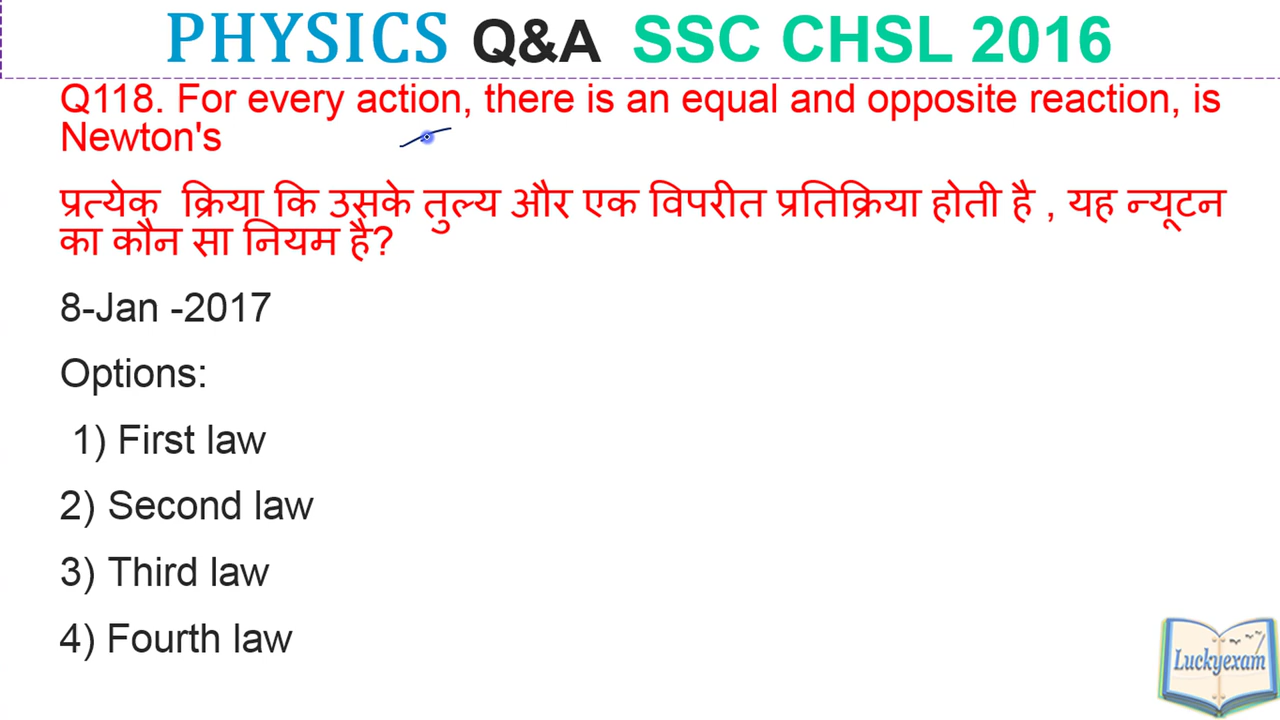 PHYSICS Q&A SSC CHSL 2016
Q118. For every action, there is an equal and opposite reaction, is
Newton's
प्रत्येक क्रिया कि उसके तुल्य और एक विपरीत प्रतिक्रिया होती है , यह न्यूटन
का कौन सा नियम है?
8-Jan -2017
Options:
1) First law
2) Second law
3) Third law
4) Fourth law
Luckyexam